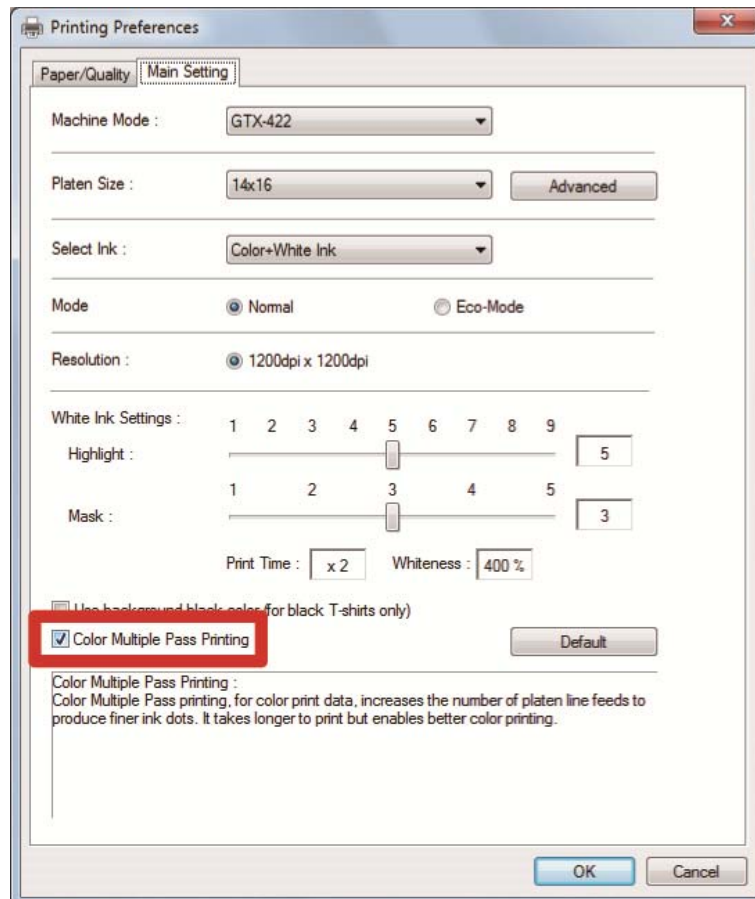 Printing Preferences
Paper/Quality Main Setting
Machine Mode : GTX-422
Platen Size : 14x16 Advanced
Select Ink : Color+White Ink
Mode Normal Eco-Mode
Resolution : 1200dpi x 1200dpi
White Ink Settings : 1 2 3 4 5 6 7 8 9
Highlight : 5
1 2 3 4 5
Mask : 3
Print Time : x 2 Whiteness : 400 %
Use background black color (for black T-shirts only)
Color Multiple Pass Printing Default
Color Multiple Pass Printing :
Color Multiple Pass printing, for color print data, increases the number of platen line feeds to
produce finer ink dots. It takes longer to print but enables better color printing.
OK Cancel